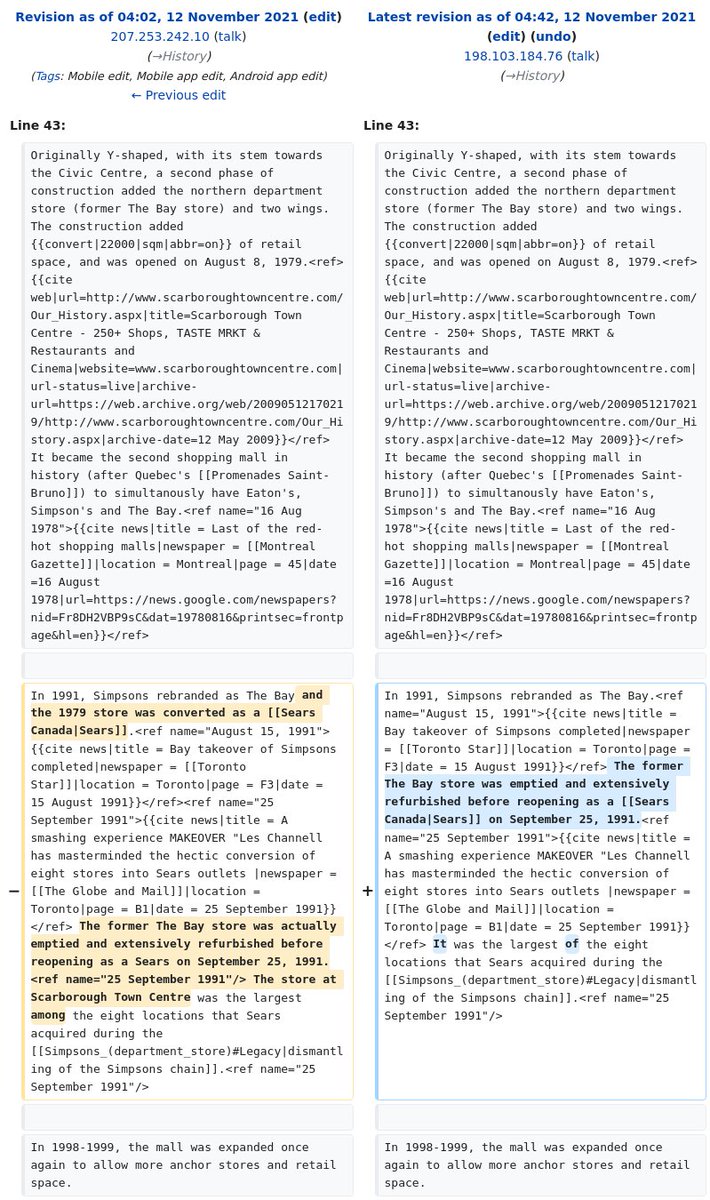 Revision as of 04:02, 12 November 2021 (edit)
207.253.242.10 (talk)
(→History)
(Tags: Mobile edit, Mobile app edit, Android app edit)
← Previous edit
Latest revision as of 04:42, 12 November 2021
(edit) (undo)
198.103.184.76 (talk)
(→History)
Line 43:
Originally Y-shaped, with its stem towards
the Civic Centre, a second phase of
construction added the northern department
store (former The Bay store) and two wings.
The construction added
{{convert|22000|sqm|abbr=on}} of retail
space, and was opened on August 8, 1979.<ref>
{{cite
web|url=http://www.scarboroughtowncentre.com/
Our_History.aspx|title=Scarborough Town
Centre - 250+ Shops, TASTE MRKT &
Restaurants and
Cinema|website=www.scarboroughtowncentre.com|
url-status=live|archive-
url=https://web.archive.org/web/2009051217021
9/http://www.scarboroughtowncentre.com/Our_Hi
story.aspx|archive-date=12 May 2009}}</ref>
It became the second shopping mall in
history (after Quebec's [[Promenades Saint-
Bruno]]) to simultanously have Eaton's,
Simpson's and The Bay.<ref name="16 Aug
1978">{{cite news|title = Last of the red-
hot shopping malls|newspaper = [[Montreal
Gazette]]|location = Montreal|page = 45|date
=16 August
1978|url=https://news.google.com/newspapers?
nid=Fr8DH2VBP9sC&dat=19780816&printsec=frontp
age&hl=en}}</ref>
Line 43:
Originally Y-shaped, with its stem towards
the Civic Centre, a second phase of
construction added the northern department
store (former The Bay store) and two wings.
The construction added
{{convert|22000|sqm|abbr=on}} of retail
space, and was opened on August 8, 1979.<ref>
{{cite
web|url=http://www.scarboroughtowncentre.com/
Our_History.aspx|title=Scarborough Town
Centre - 250+ Shops, TASTE MRKT &
Restaurants and
Cinema|website=www.scarboroughtowncentre.com|
url-status=live|archive-
url=https://web.archive.org/web/2009051217021
9/http://www.scarboroughtowncentre.com/Our_Hi
story.aspx|archive-date=12 May 2009}}</ref>
It became the second shopping mall in
history (after Quebec's [[Promenades Saint-
Bruno]]) to simultanously have Eaton's,
Simpson's and The Bay.<ref name="16 Aug
1978">{{cite news|title = Last of the red-
hot shopping malls|newspaper = [[Montreal
Gazette]]|location = Montreal|page = 45|date
=16 August
1978|url=https://news.google.com/newspapers?
nid=Fr8DH2VBP9sC&dat=19780816&printsec=frontp
age&hl=en}}</ref>
−
In 1991, Simpsons rebranded as The Bay and
the 1979 store was converted as a [[Sears
Canada|Sears]].<ref name="August 15, 1991">
{{cite news|title = Bay takeover of Simpsons
completed|newspaper = [[Toronto
Star]]|location = Toronto|page = F3|date =
15 August 1991}}</ref><ref name="25
September 1991">{{cite news|title = A
smashing experience MAKEOVER "Les Channell
has masterminded the hectic conversion of
eight stores into Sears outlets |newspaper =
[[The Globe and Mail]]|location =
Toronto|page = B1|date = 25 September 1991}}
</ref> The former The Bay store was actually
emptied and extensively refurbished before
reopening as a Sears on September 25, 1991.
<ref name="25 September 1991"/> The store at
Scarborough Town Centre was the largest
among the eight locations that Sears
acquired during the
[[Simpsons_(department_store)#Legacy|dismantl
ing of the Simpsons chain]].<ref name="25
September 1991"/>
+
In 1991, Simpsons rebranded as The Bay.<ref
name="August 15, 1991">{{cite news|title =
Bay takeover of Simpsons completed|newspaper
= [[Toronto Star]]|location = Toronto|page =
F3|date = 15 August 1991}}</ref> The former
The Bay store was emptied and extensively
refurbished before reopening as a [[Sears
Canada|Sears]] on September 25, 1991.<ref
name="25 September 1991">{{cite news|title =
A smashing experience MAKEOVER "Les Channell
has masterminded the hectic conversion of
eight stores into Sears outlets |newspaper =
[[The Globe and Mail]]|location =
Toronto|page = B1|date = 25 September 1991}}
</ref> It was the largest of the eight
locations that Sears acquired during the
[[Simpsons_(department_store)#Legacy|dismantl
ing of the Simpsons chain]].<ref name="25
September 1991"/>
In 1998-1999, the mall was expanded once
again to allow more anchor stores and retail
space.
In 1998-1999, the mall was expanded once
again to allow more anchor stores and retail
space.